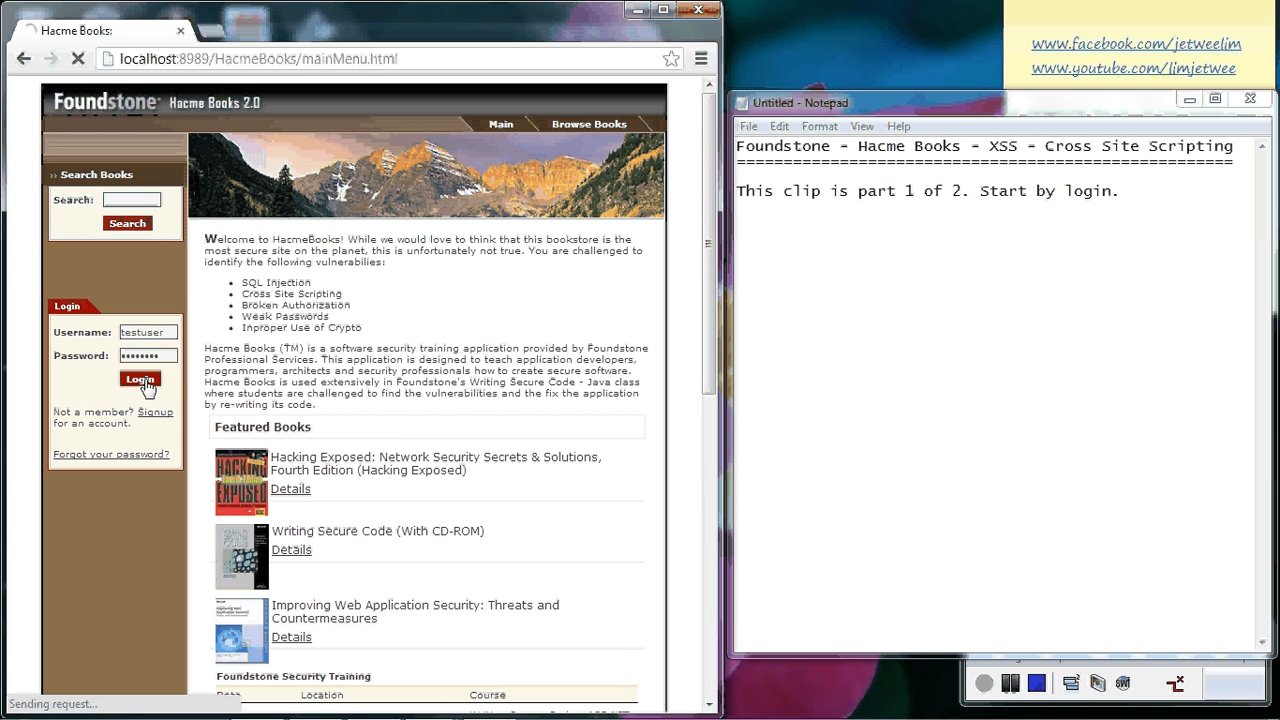 Hacme Books:
localhost:8989/HacmeBooks/mainMenu.html
Foundstone Hacme Books 2.0
Main Browse Books
Search Books
Search:
Search
Login
Username: testuser
Password: ••••••••
Login
Not a member? Signup
for an account.
Forgot your password?
Welcome to HacmeBooks! While we would love to think that this bookstore is the
most secure site on the planet, this is unfortunately not true. You are challenged to
identify the following vulnerabilies:
• SQL Injection
• Cross Site Scripting
• Broken Authorization
• Weak Passwords
• Inproper Use of Crypto
Hacme Books (TM) is a software security training application provided by Foundstone
Professional Services. This application is designed to teach application developers,
programmers, architects and security professionals how to create secure software.
Hacme Books is used extensively in Foundstone's Writing Secure Code - Java class
where students are challenged to find the vulnerabilities and the fix the application
by re-writing its code.
Featured Books
HACKING
EXPOSED
Hacking Exposed: Network Security Secrets & Solutions,
Fourth Edition (Hacking Exposed)
Details
Writing Secure Code (With CD-ROM)
Details
Improving Web Application Security: Threats and
Countermeasures
Details
Foundstone Security Training
Date Location Course
Sending request...
www.facebook.com/jetweelim
www.youtube.com/limjetwee
Untitled - Notepad
File Edit Format View Help
Foundstone - Hacme Books - XSS - Cross Site Scripting
=====================================================
This clip is part 1 of 2. Start by login.